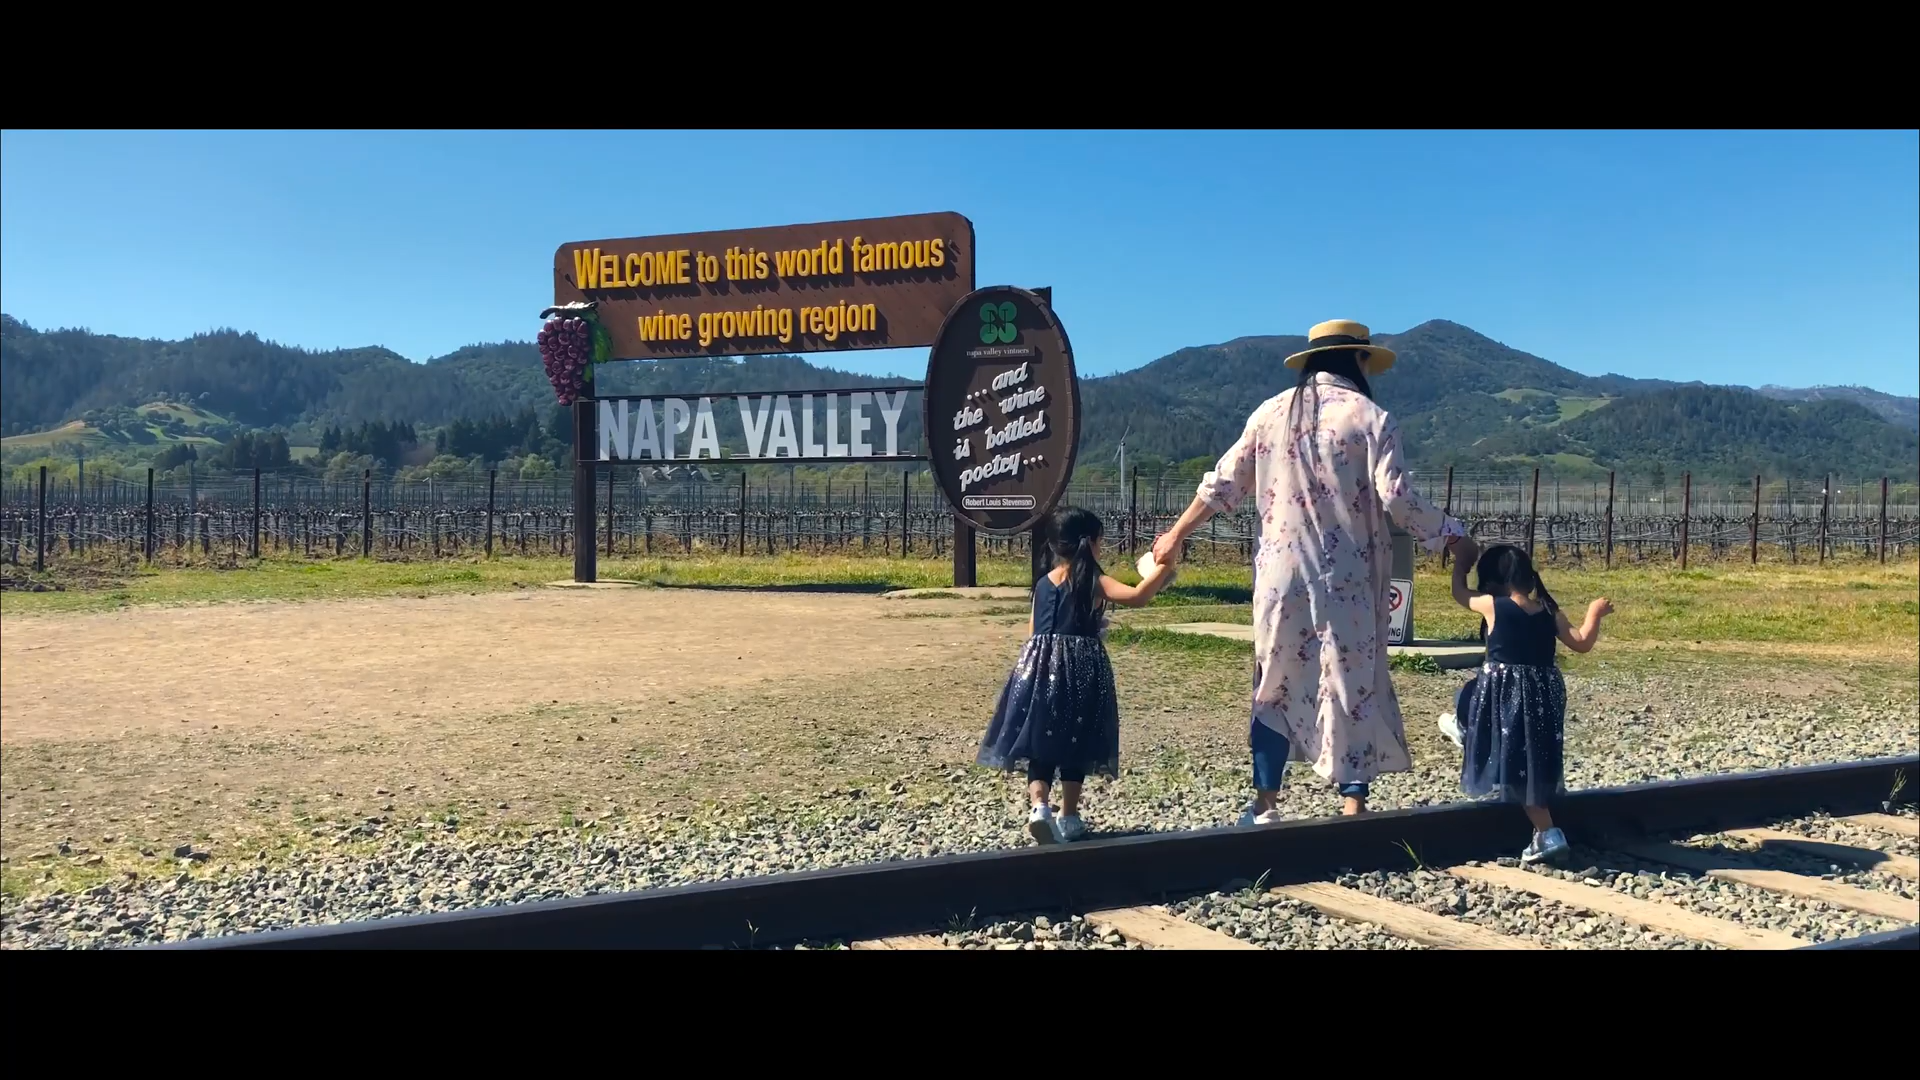 WELCOME to this world famous
wine growing region
NAPA VALLEY
N
napa valley vintners
...and
the wine
is bottled
poetry...
Robert Louis Stevenson